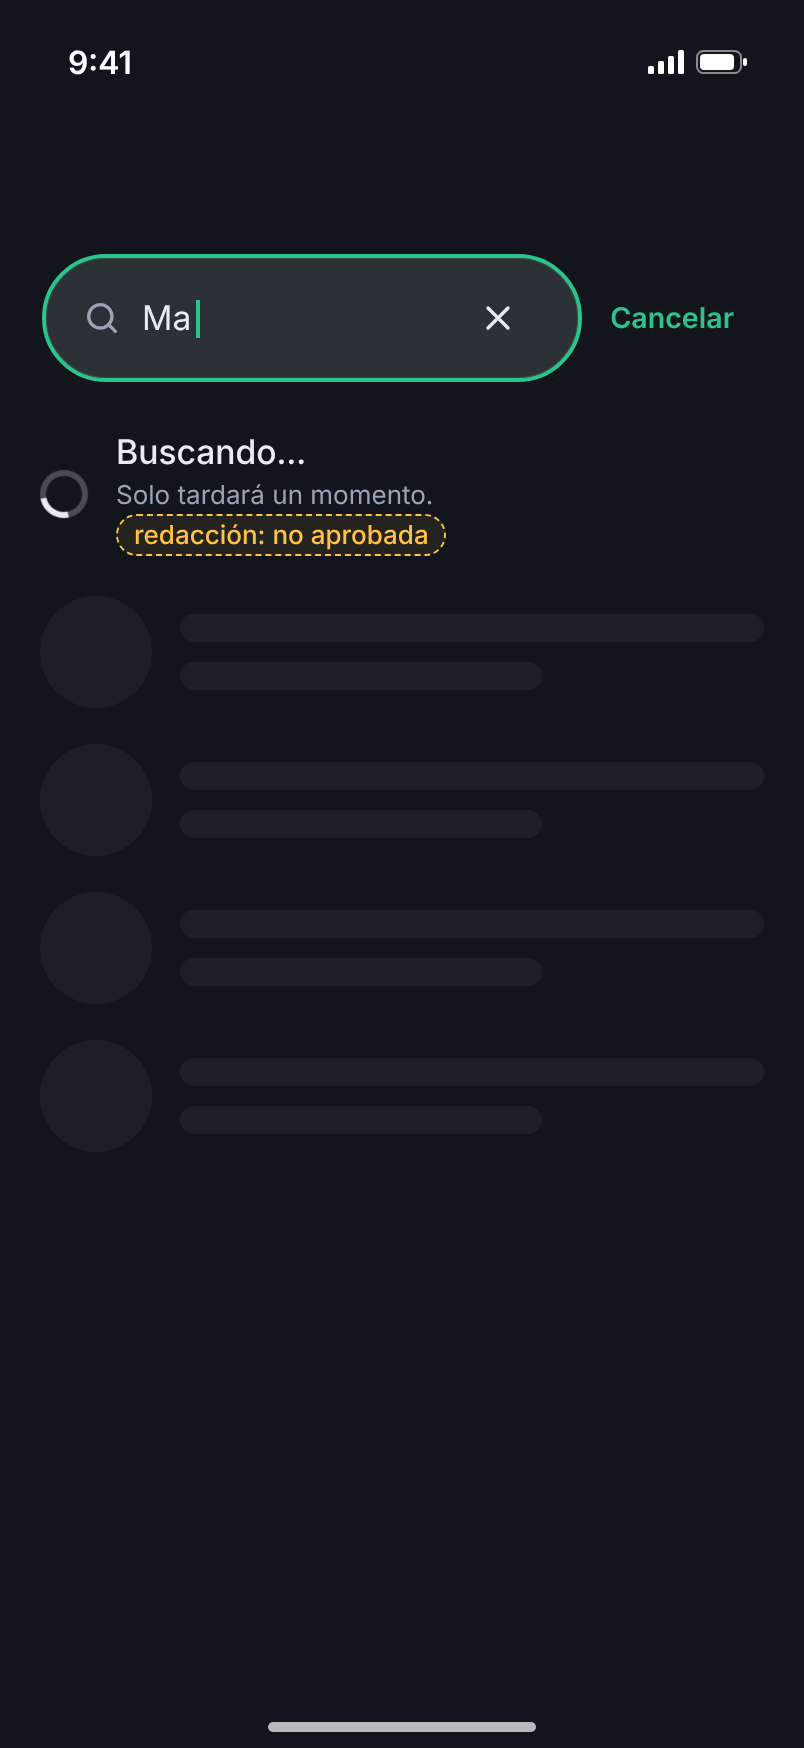 9:41
Ma
Cancelar
Buscando...
Solo tardará un momento.
redacción: no aprobada